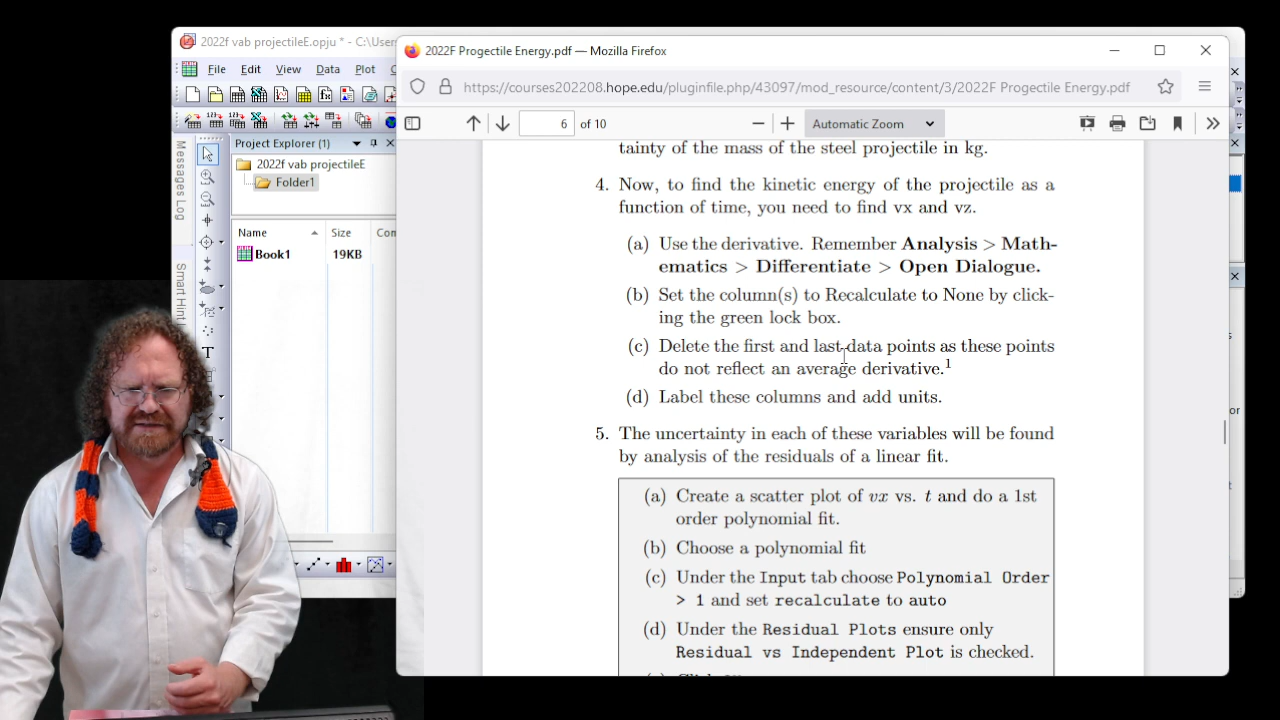 2022f vab projectileE.opju * - C:\Users
File Edit View Data Plot
Messages Log
Smart Hint
Project Explorer (1)
2022f vab projectileE
Folder1
Name Size Com
Book1 19KB
T
2022F Progectile Energy.pdf — Mozilla Firefox
https://courses202208.hope.edu/pluginfile.php/43097/mod_resource/content/3/2022F Progectile Energy.pdf
6 of 10
Automatic Zoom
tainty of the mass of the steel projectile in kg.
4. Now, to find the kinetic energy of the projectile as a
function of time, you need to find vx and vz.
(a) Use the derivative. Remember Analysis > Math-
ematics > Differentiate > Open Dialogue.
(b) Set the column(s) to Recalculate to None by click-
ing the green lock box.
(c) Delete the first and last data points as these points
do not reflect an average derivative.1
(d) Label these columns and add units.
5. The uncertainty in each of these variables will be found
by analysis of the residuals of a linear fit.
(a) Create a scatter plot of vx vs. t and do a 1st
order polynomial fit.
(b) Choose a polynomial fit
(c) Under the Input tab choose Polynomial Order
> 1 and set recalculate to auto
(d) Under the Residual Plots ensure only
Residual vs Independent Plot is checked.